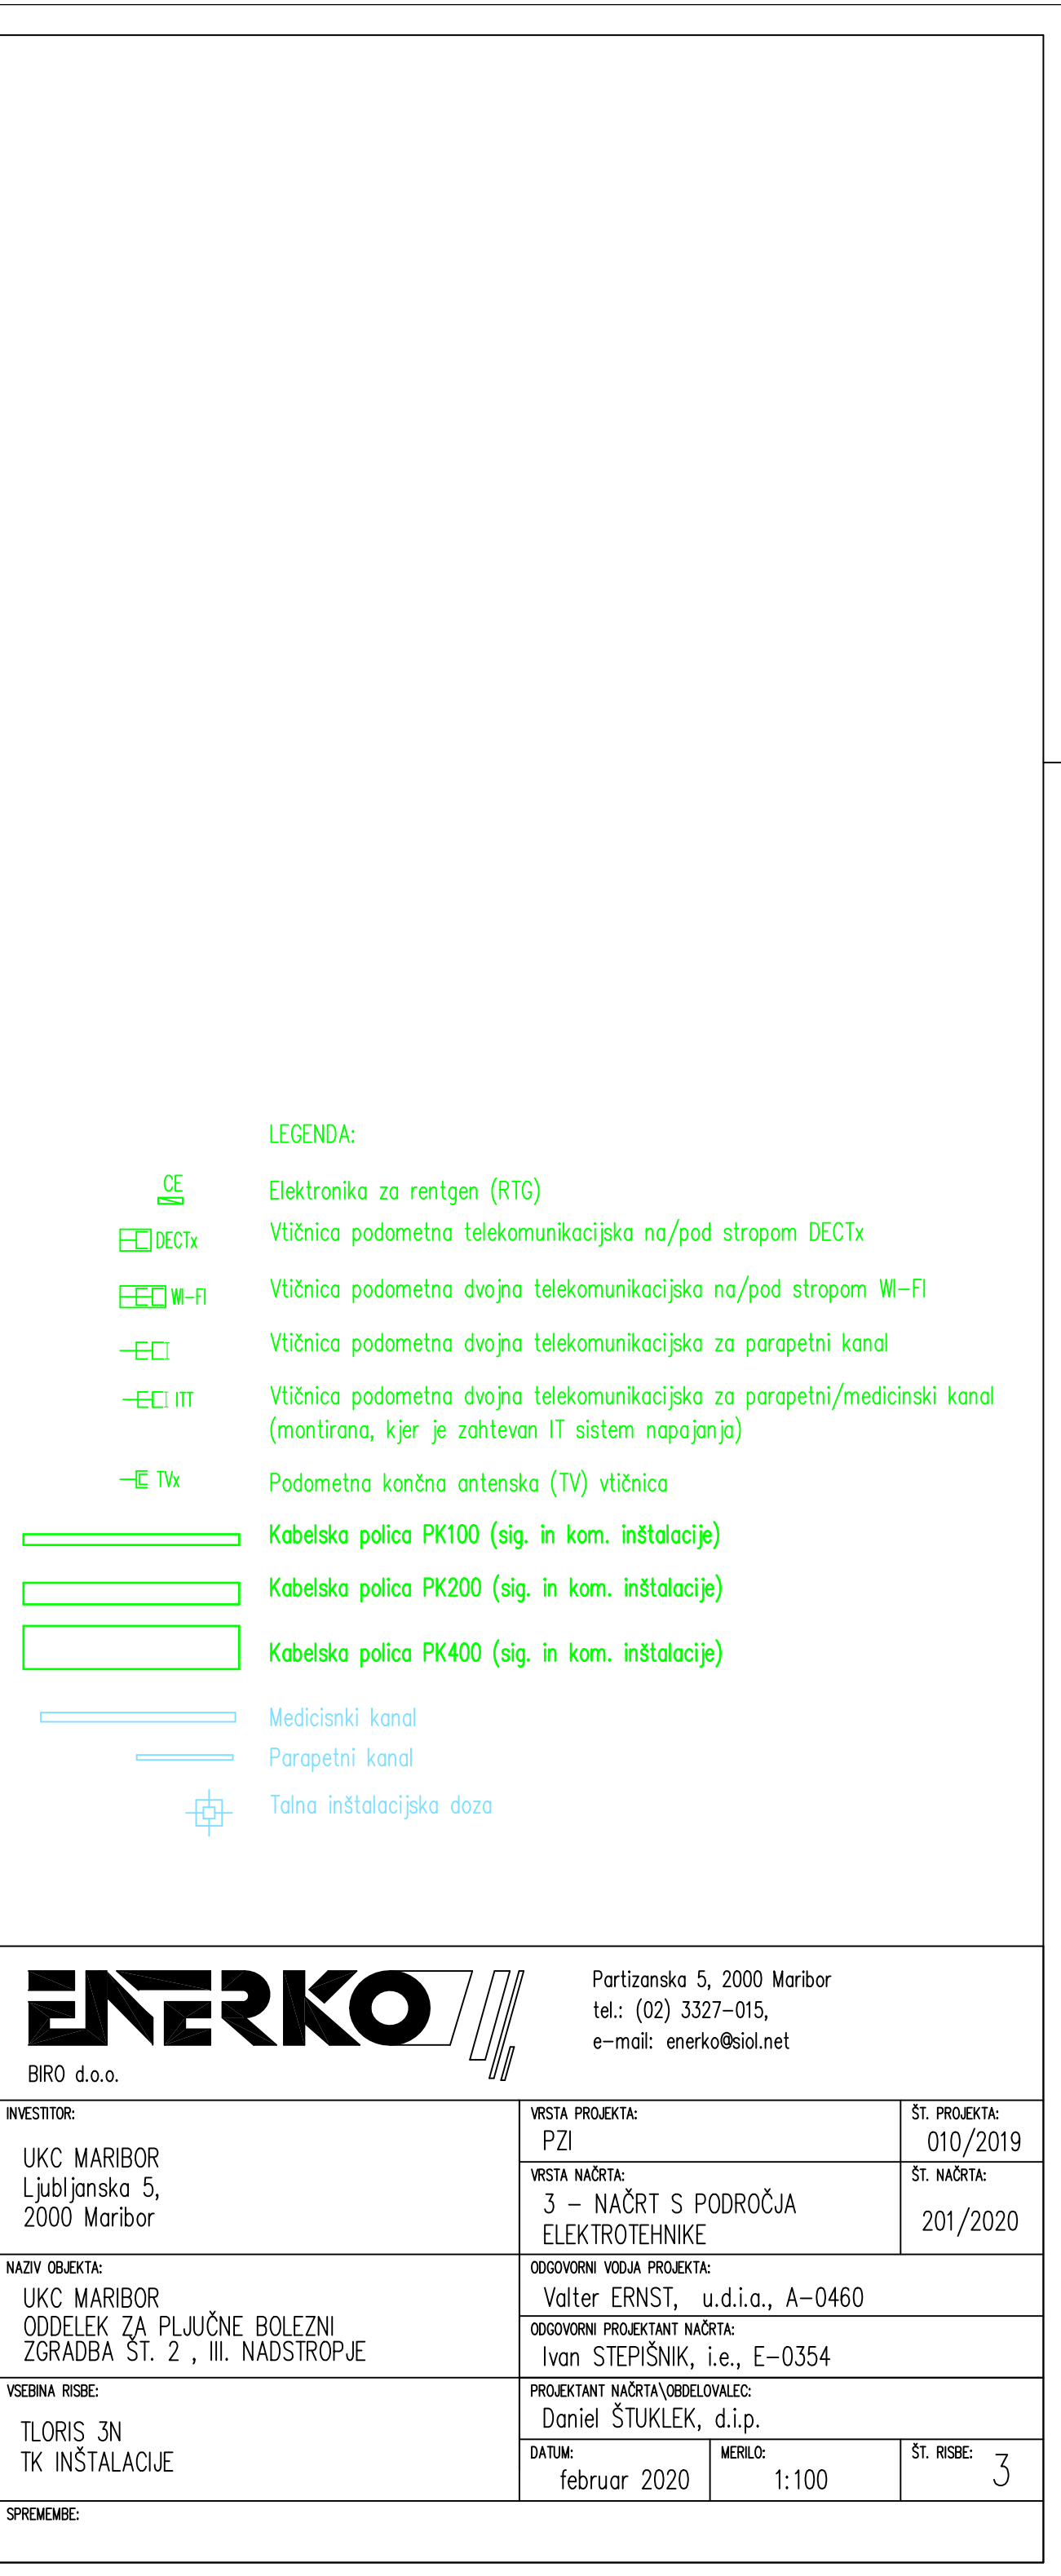 LEGENDA:
CE
Elektronika za rentgen (RTG)
DECTx
Vtičnica podometna telekomunikacijska na/pod stropom DECTx
WI-FI
Vtičnica podometna dvojna telekomunikacijska na/pod stropom WI-FI
Vtičnica podometna dvojna telekomunikacijska za parapetni kanal
ITT
Vtičnica podometna dvojna telekomunikacijska za parapetni/medicinski kanal
(montirana, kjer je zahtevan IT sistem napajanja)
TVx
Podometna končna antenska (TV) vtičnica
Kabelska polica PK100 (sig. in kom. inštalacije)
Kabelska polica PK200 (sig. in kom. inštalacije)
Kabelska polica PK400 (sig. in kom. inštalacije)
Medicisnki kanal
Parapetni kanal
Talna inštalacijska doza
ENERKO
BIRO d.o.o.
Partizanska 5, 2000 Maribor
tel.: (02) 3327-015,
e-mail: enerko@siol.net
INVESTITOR:
UKC MARIBOR
Ljubljanska 5,
2000 Maribor
VRSTA PROJEKTA:
PZI
ŠT. PROJEKTA:
010/2019
VRSTA NAČRTA:
3 - NAČRT S PODROČJA
ELEKTROTEHNIKE
ŠT. NAČRTA:
201/2020
NAZIV OBJEKTA:
UKC MARIBOR
ODDELEK ZA PLJUČNE BOLEZNI
ZGRADBA ŠT. 2 , III. NADSTROPJE
ODGOVORNI VODJA PROJEKTA:
Valter ERNST, u.d.i.a., A-0460
ODGOVORNI PROJEKTANT NAČRTA:
Ivan STEPIŠNIK, i.e., E-0354
VSEBINA RISBE:
TLORIS 3N
TK INŠTALACIJE
PROJEKTANT NAČRTA\OBDELOVALEC:
Daniel ŠTUKLEK, d.i.p.
DATUM:
februar 2020
MERILO:
1:100
ŠT. RISBE:
3
SPREMEMBE: